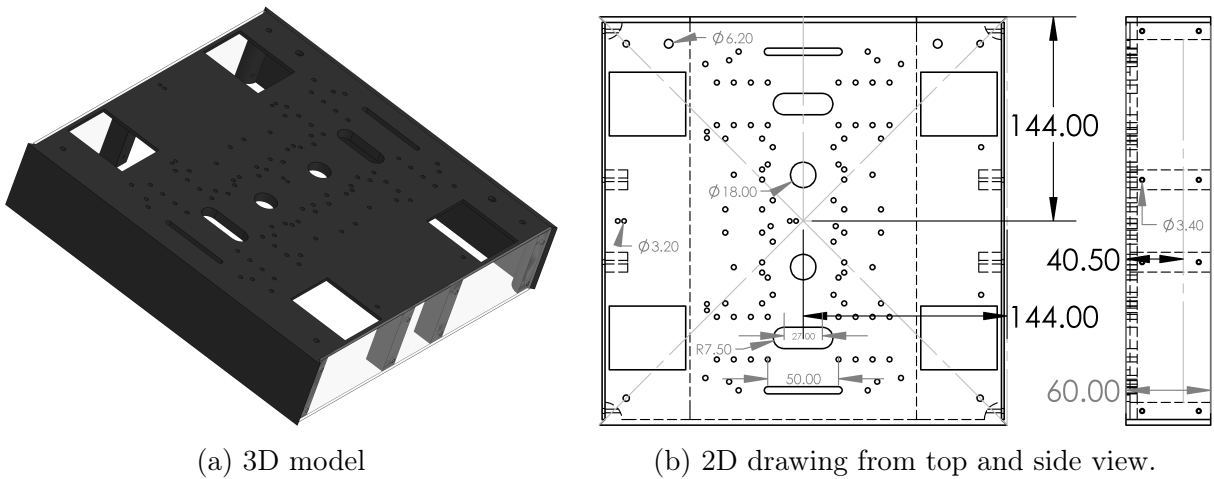 Ø6.20
144.00
Ø18.00
Ø3.20
Ø3.40
40.50
144.00
27.00
R7.50
50.00
60.00
(a) 3D model
(b) 2D drawing from top and side view.